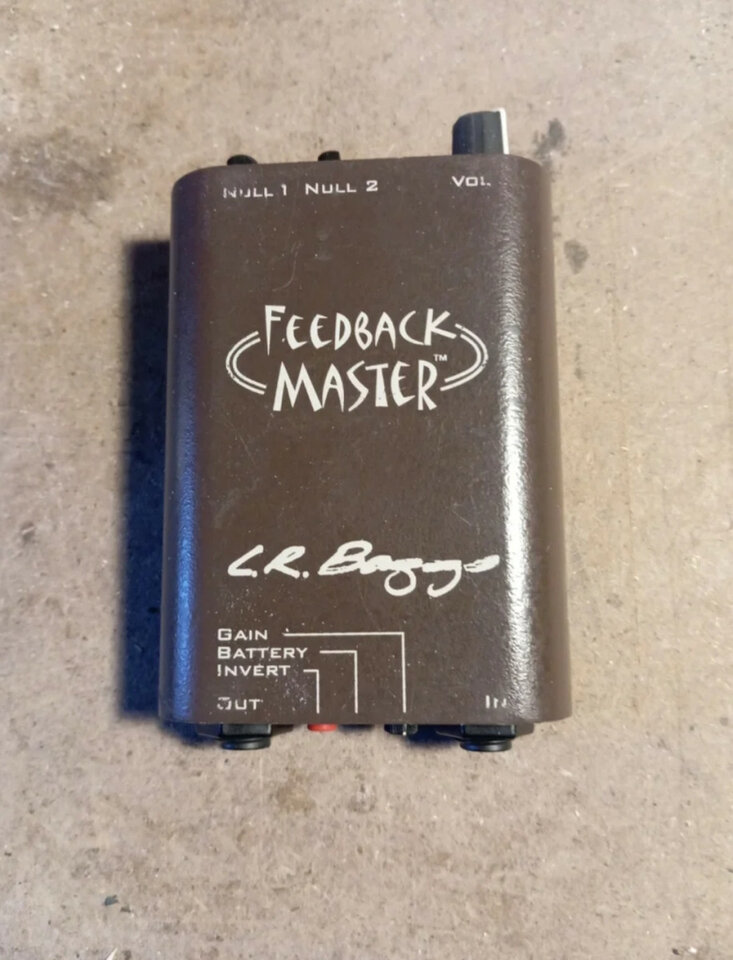 NULL 1 NULL 2 VOL.
FEEDBACK
MASTER™
L.R. Baggs
GAIN
BATTERY
INVERT
OUT IN